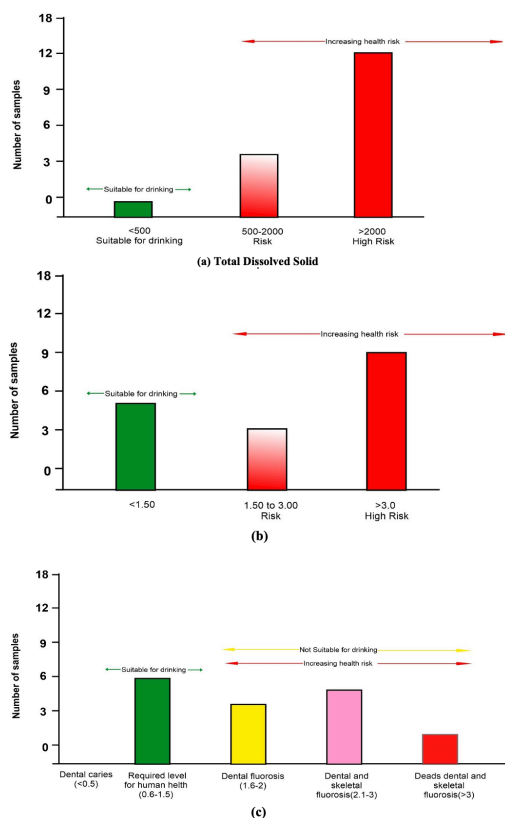 18
12
9
3
0
Number of samples
Increasing health risk
Suitable for drinking
<500
Suitable for drinking
500-2000
Risk
>2000
High Risk
(a) Total Dissolved Solid
18
12
9
6
3
0
Number of samples
Increasing health risk
Suitable for drinking
<1.50
1.50 to 3.00
Risk
>3.0
High Risk
(b)
18
12
9
6
3
0
Number of samples
Not Suitable for drinking
Suitable for drinking
Increasing health risk
Dental caries
(<0.5)
Required level
for human helth
(0.6-1.5)
Dental fluorosis
(1.6-2)
Dental and
skeletal
fluorosis(2.1-3)
Deads dental and
skeletal
fluorosis(>3)
(c)